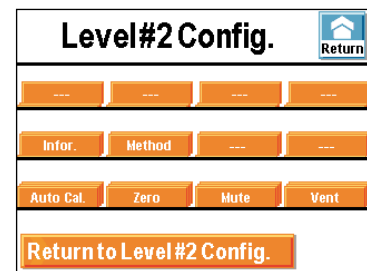 Level#2 Config.
Return
--- --- --- ---
Infor. Method --- ---
Auto Cal. Zero Mute Vent
Return to Level #2 Config.